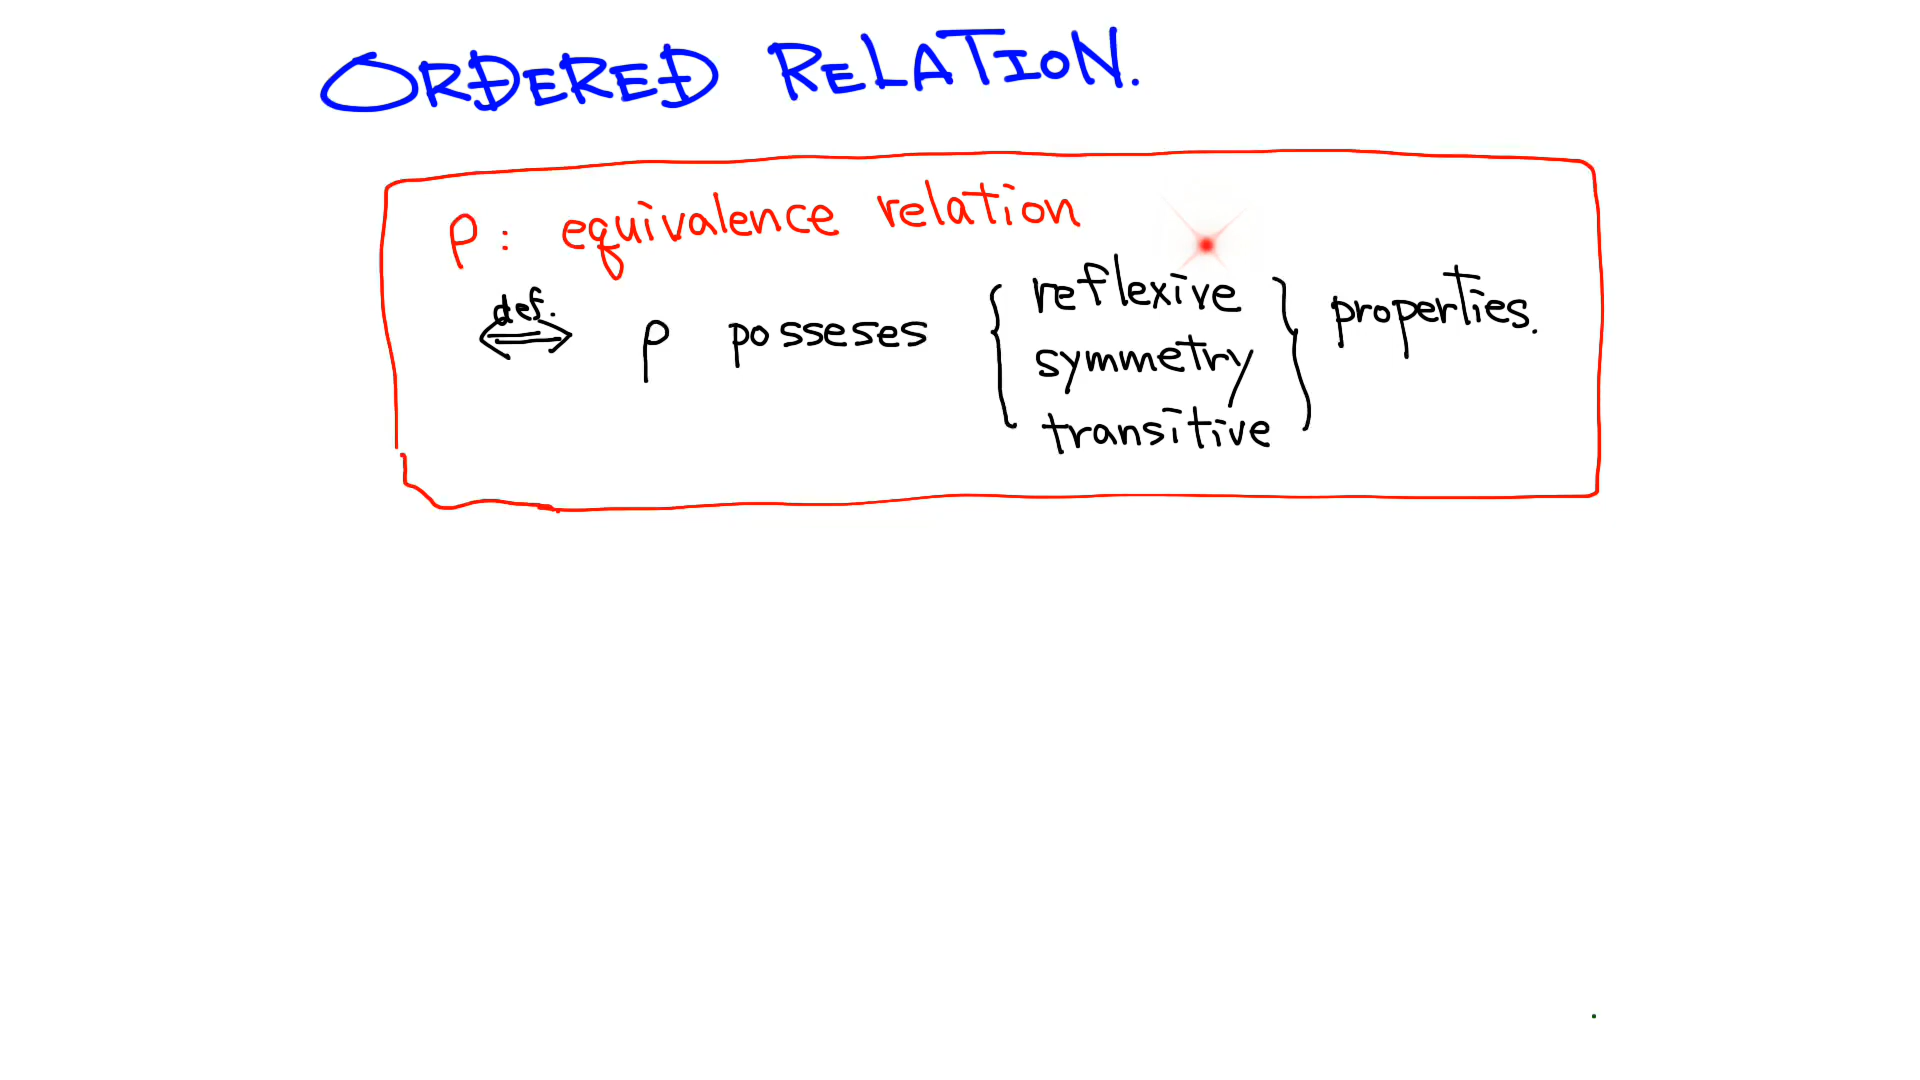 ORDERED RELATION.
ρ: equivalence relation
def.
⟺ ρ posseses { reflexive symmetry transitive } properties.